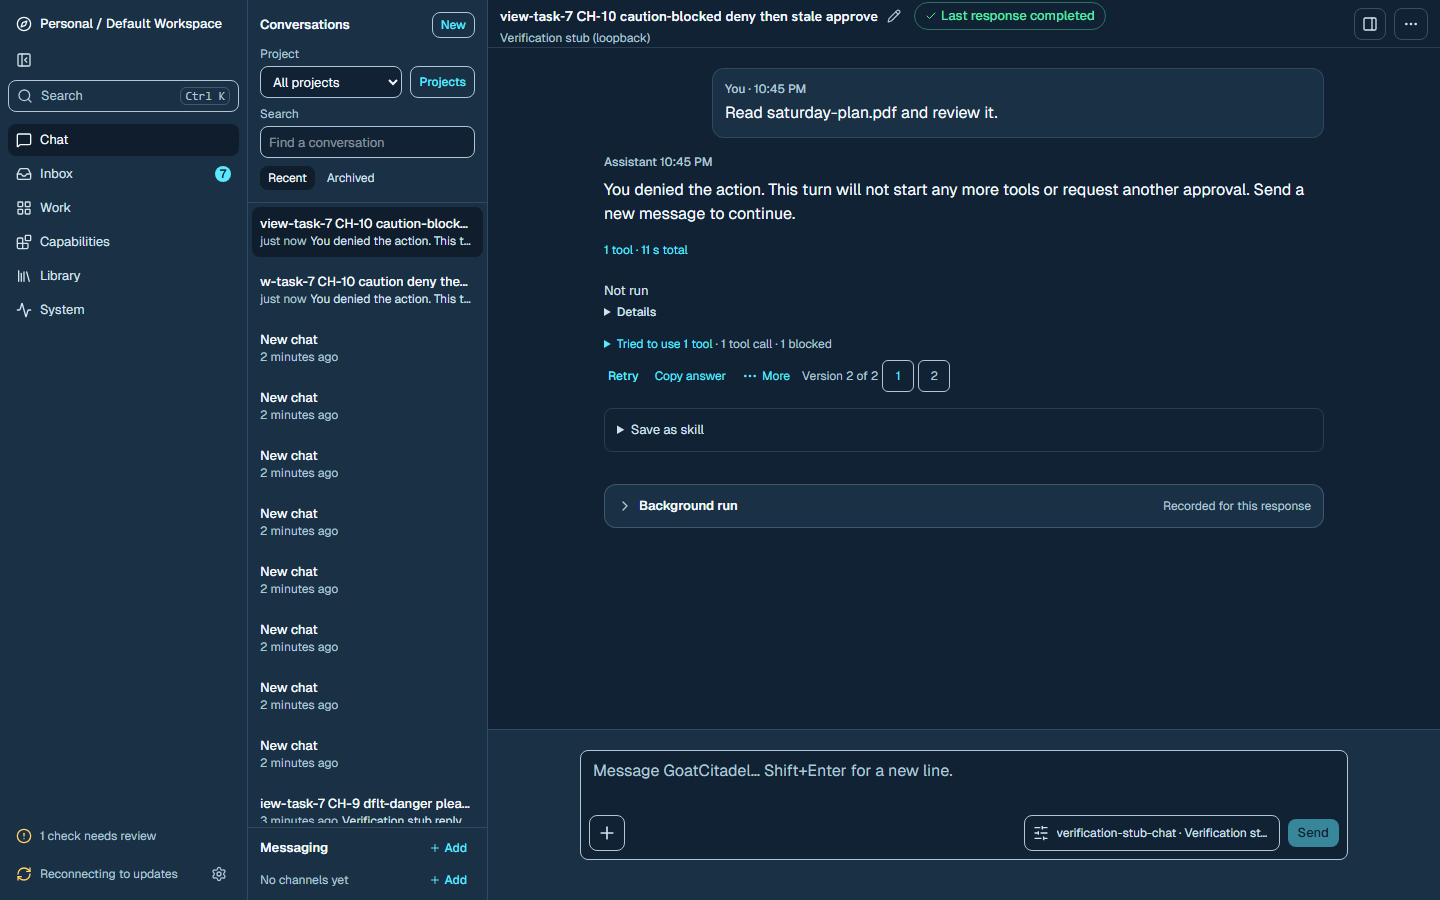 Personal / Default Workspace
Search
Ctrl K
Chat
Inbox
7
Work
Capabilities
Library
System
1 check needs review
Reconnecting to updates
Conversations
New
Project
All projects
Projects
Search
Find a conversation
Recent
Archived
view-task-7 CH-10 caution-block...
just now You denied the action. This t...
w-task-7 CH-10 caution deny the...
just now You denied the action. This t...
New chat
2 minutes ago
New chat
2 minutes ago
New chat
2 minutes ago
New chat
2 minutes ago
New chat
2 minutes ago
New chat
2 minutes ago
New chat
2 minutes ago
New chat
2 minutes ago
iew-task-7 CH-9 dflt-danger plea...
3 minutes ago Verification stub reply
Messaging
+ Add
No channels yet
+ Add
view-task-7 CH-10 caution-blocked deny then stale approve
Last response completed
Verification stub (loopback)
You · 10:45 PM
Read saturday-plan.pdf and review it.
Assistant 10:45 PM
You denied the action. This turn will not start any more tools or request another approval. Send a
new message to continue.
1 tool · 11 s total
Not run
Details
Tried to use 1 tool · 1 tool call · 1 blocked
Retry
Copy answer
··· More
Version 2 of 2
1
2
Save as skill
Background run
Recorded for this response
Message GoatCitadel... Shift+Enter for a new line.
verification-stub-chat · Verification st...
Send